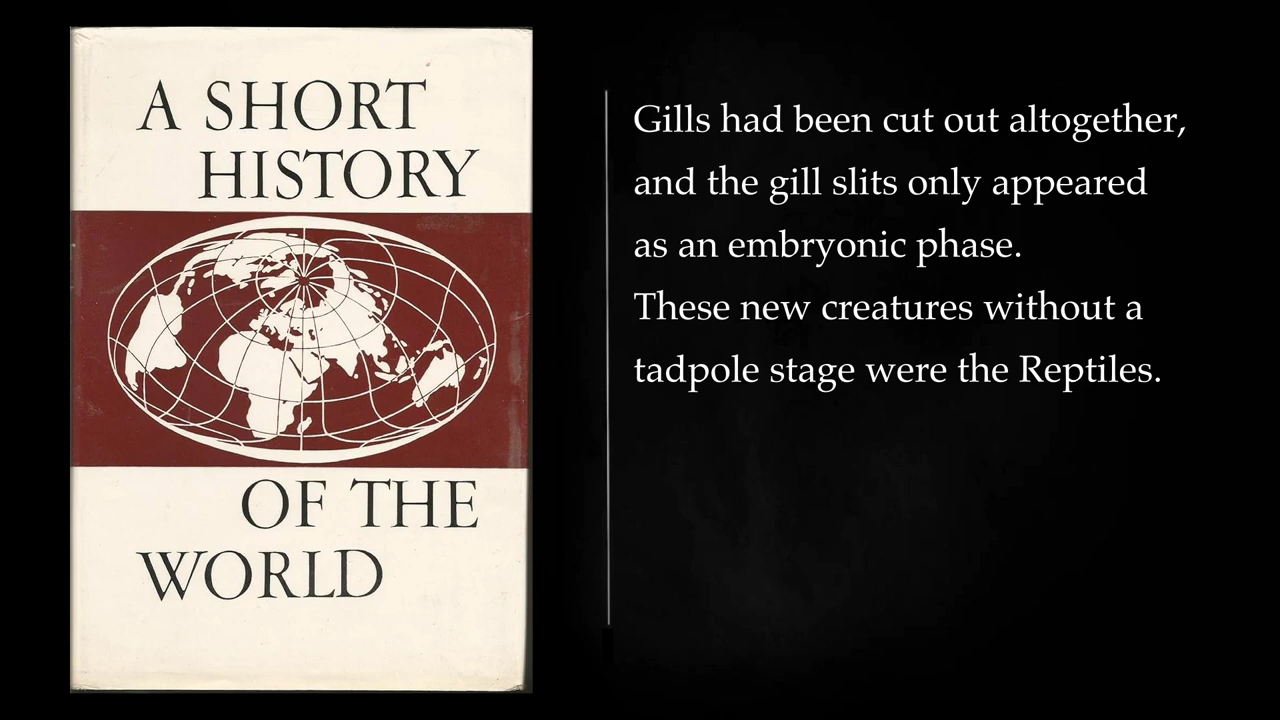 A SHORT
HISTORY
OF THE
WORLD
Gills had been cut out altogether,
and the gill slits only appeared
as an embryonic phase.
These new creatures without a
tadpole stage were the Reptiles.